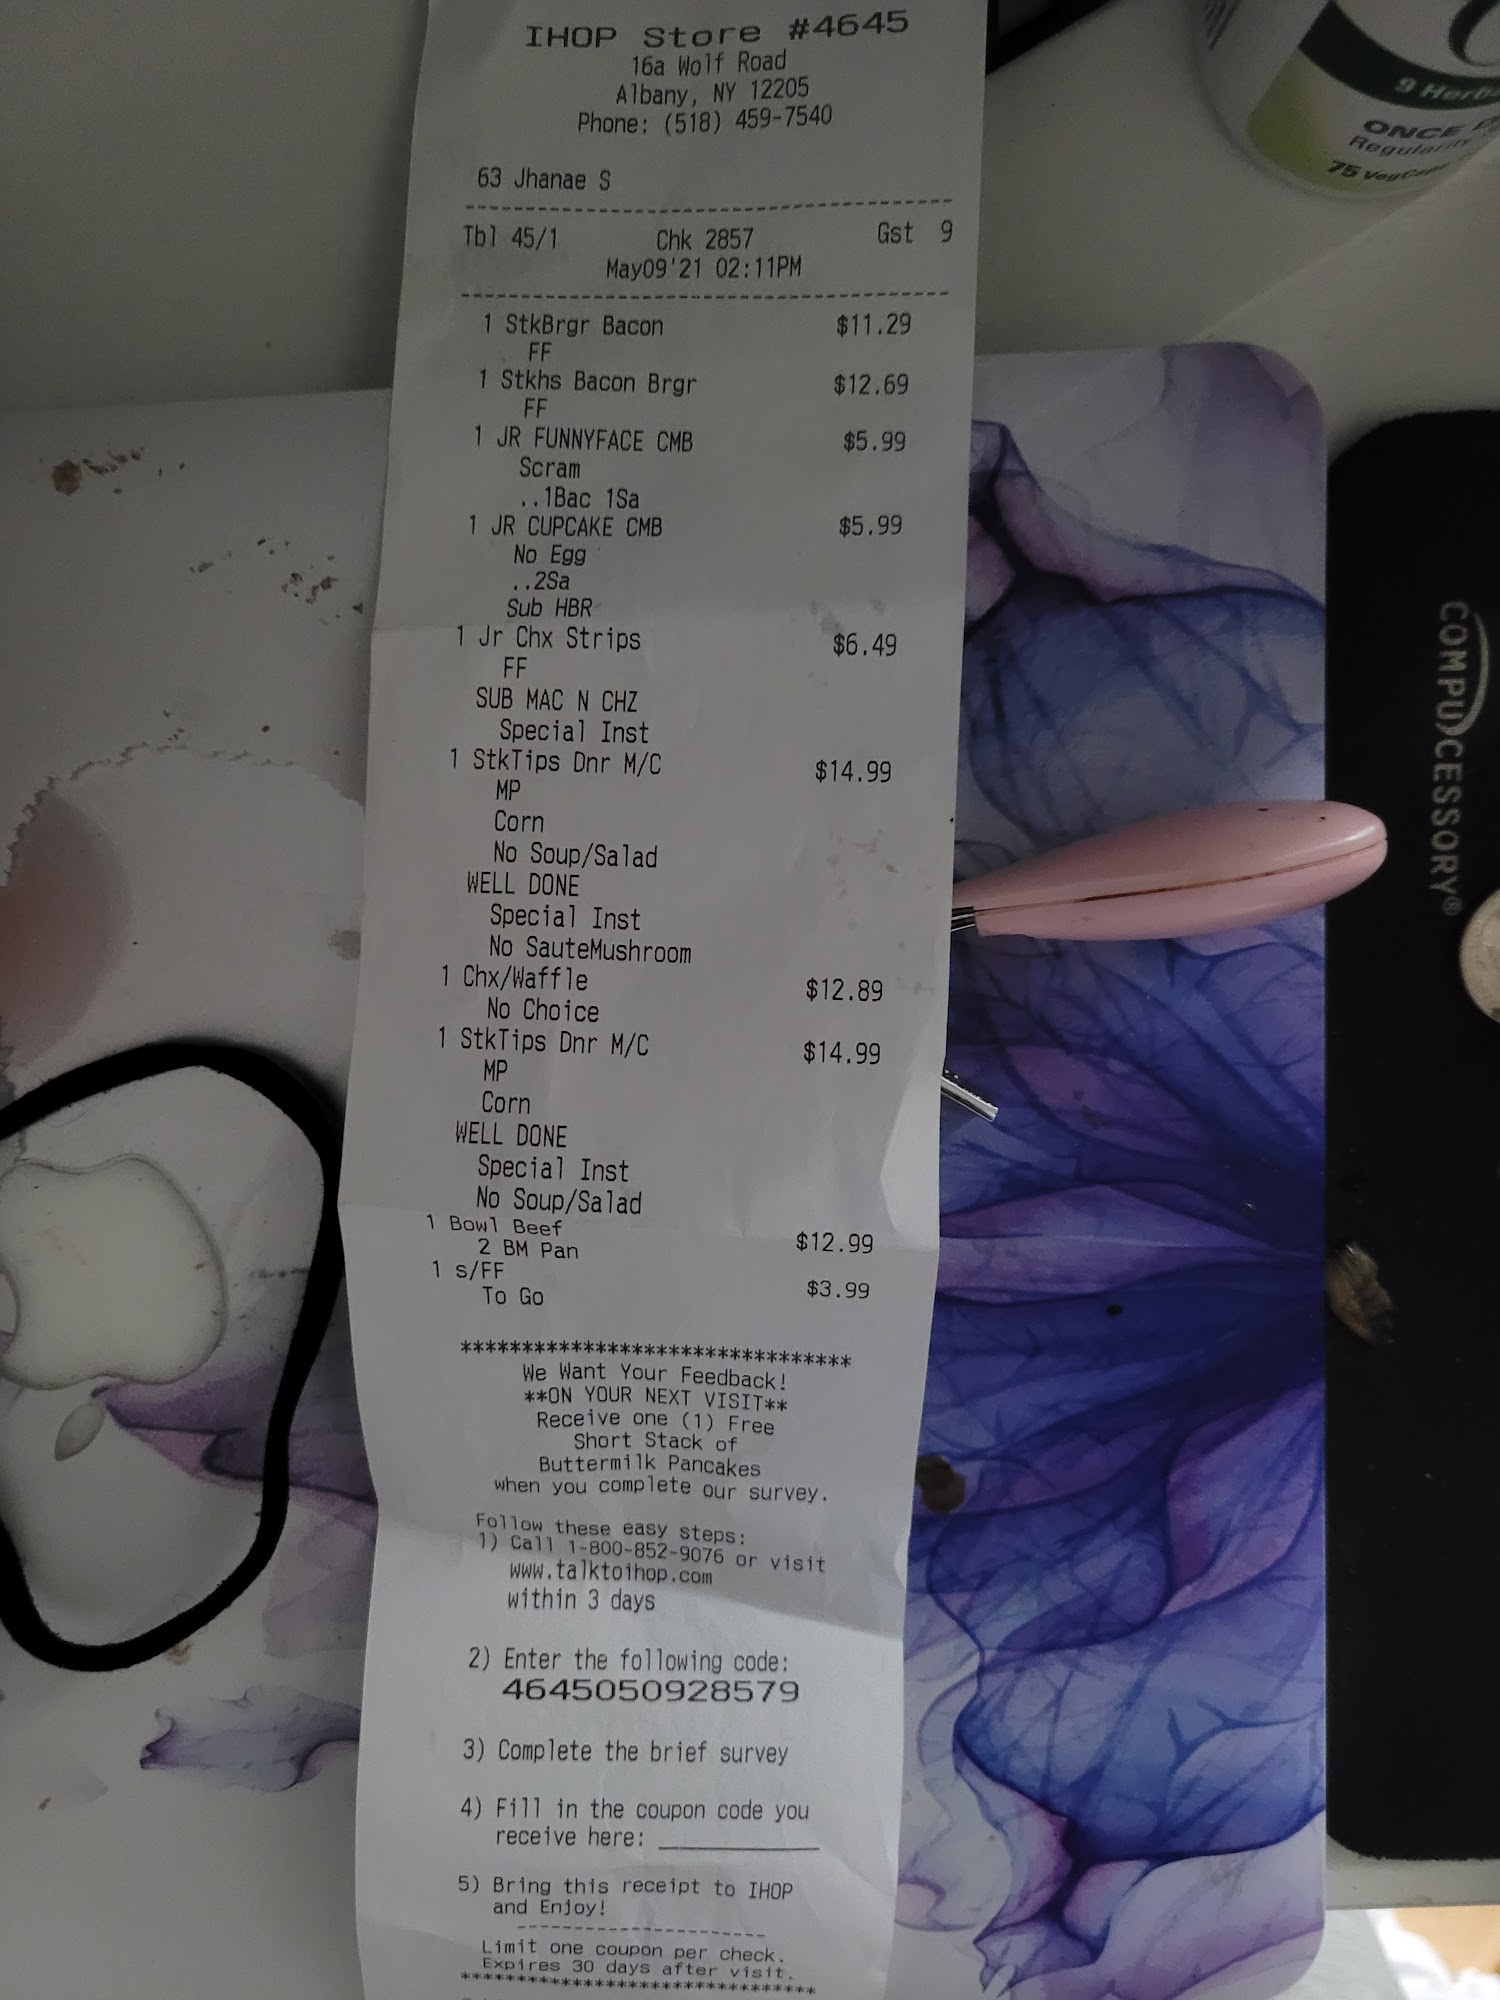 IHOP Store #4645
16a Wolf Road
Albany, NY 12205
Phone: (518) 459-7540
63 Jhanae S
--------------------------------
Tbl 45/1 Chk 2857 Gst 9
May09'21 02:11PM
--------------------------------
1 StkBrgr Bacon $11.29
FF
1 Stkhs Bacon Brgr $12.69
FF
1 JR FUNNYFACE CMB $5.99
Scram
..1Bac 1Sa
1 JR CUPCAKE CMB $5.99
No Egg
..2Sa
Sub HBR
1 Jr Chx Strips $6.49
FF
SUB MAC N CHZ
Special Inst
1 StkTips Dnr M/C $14.99
MP
Corn
No Soup/Salad
WELL DONE
Special Inst
No SauteMushroom
1 Chx/Waffle $12.89
No Choice
1 StkTips Dnr M/C $14.99
MP
Corn
WELL DONE
Special Inst
No Soup/Salad
1 Bowl Beef $12.99
2 BM Pan
1 s/FF $3.99
To Go
********************************
We Want Your Feedback!
**ON YOUR NEXT VISIT**
Receive one (1) Free
Short Stack of
Buttermilk Pancakes
when you complete our survey.
Follow these easy steps:
1) Call 1-800-852-9076 or visit
www.talktoihop.com
within 3 days
2) Enter the following code:
4645050928579
3) Complete the brief survey
4) Fill in the coupon code you
receive here: ______________
5) Bring this receipt to IHOP
and Enjoy!
----------------------
Limit one coupon per check.
Expires 30 days after visit.
********************************
9 Herb
ONCE
Regularity
75 VegCaps
COMPUCESSORY®